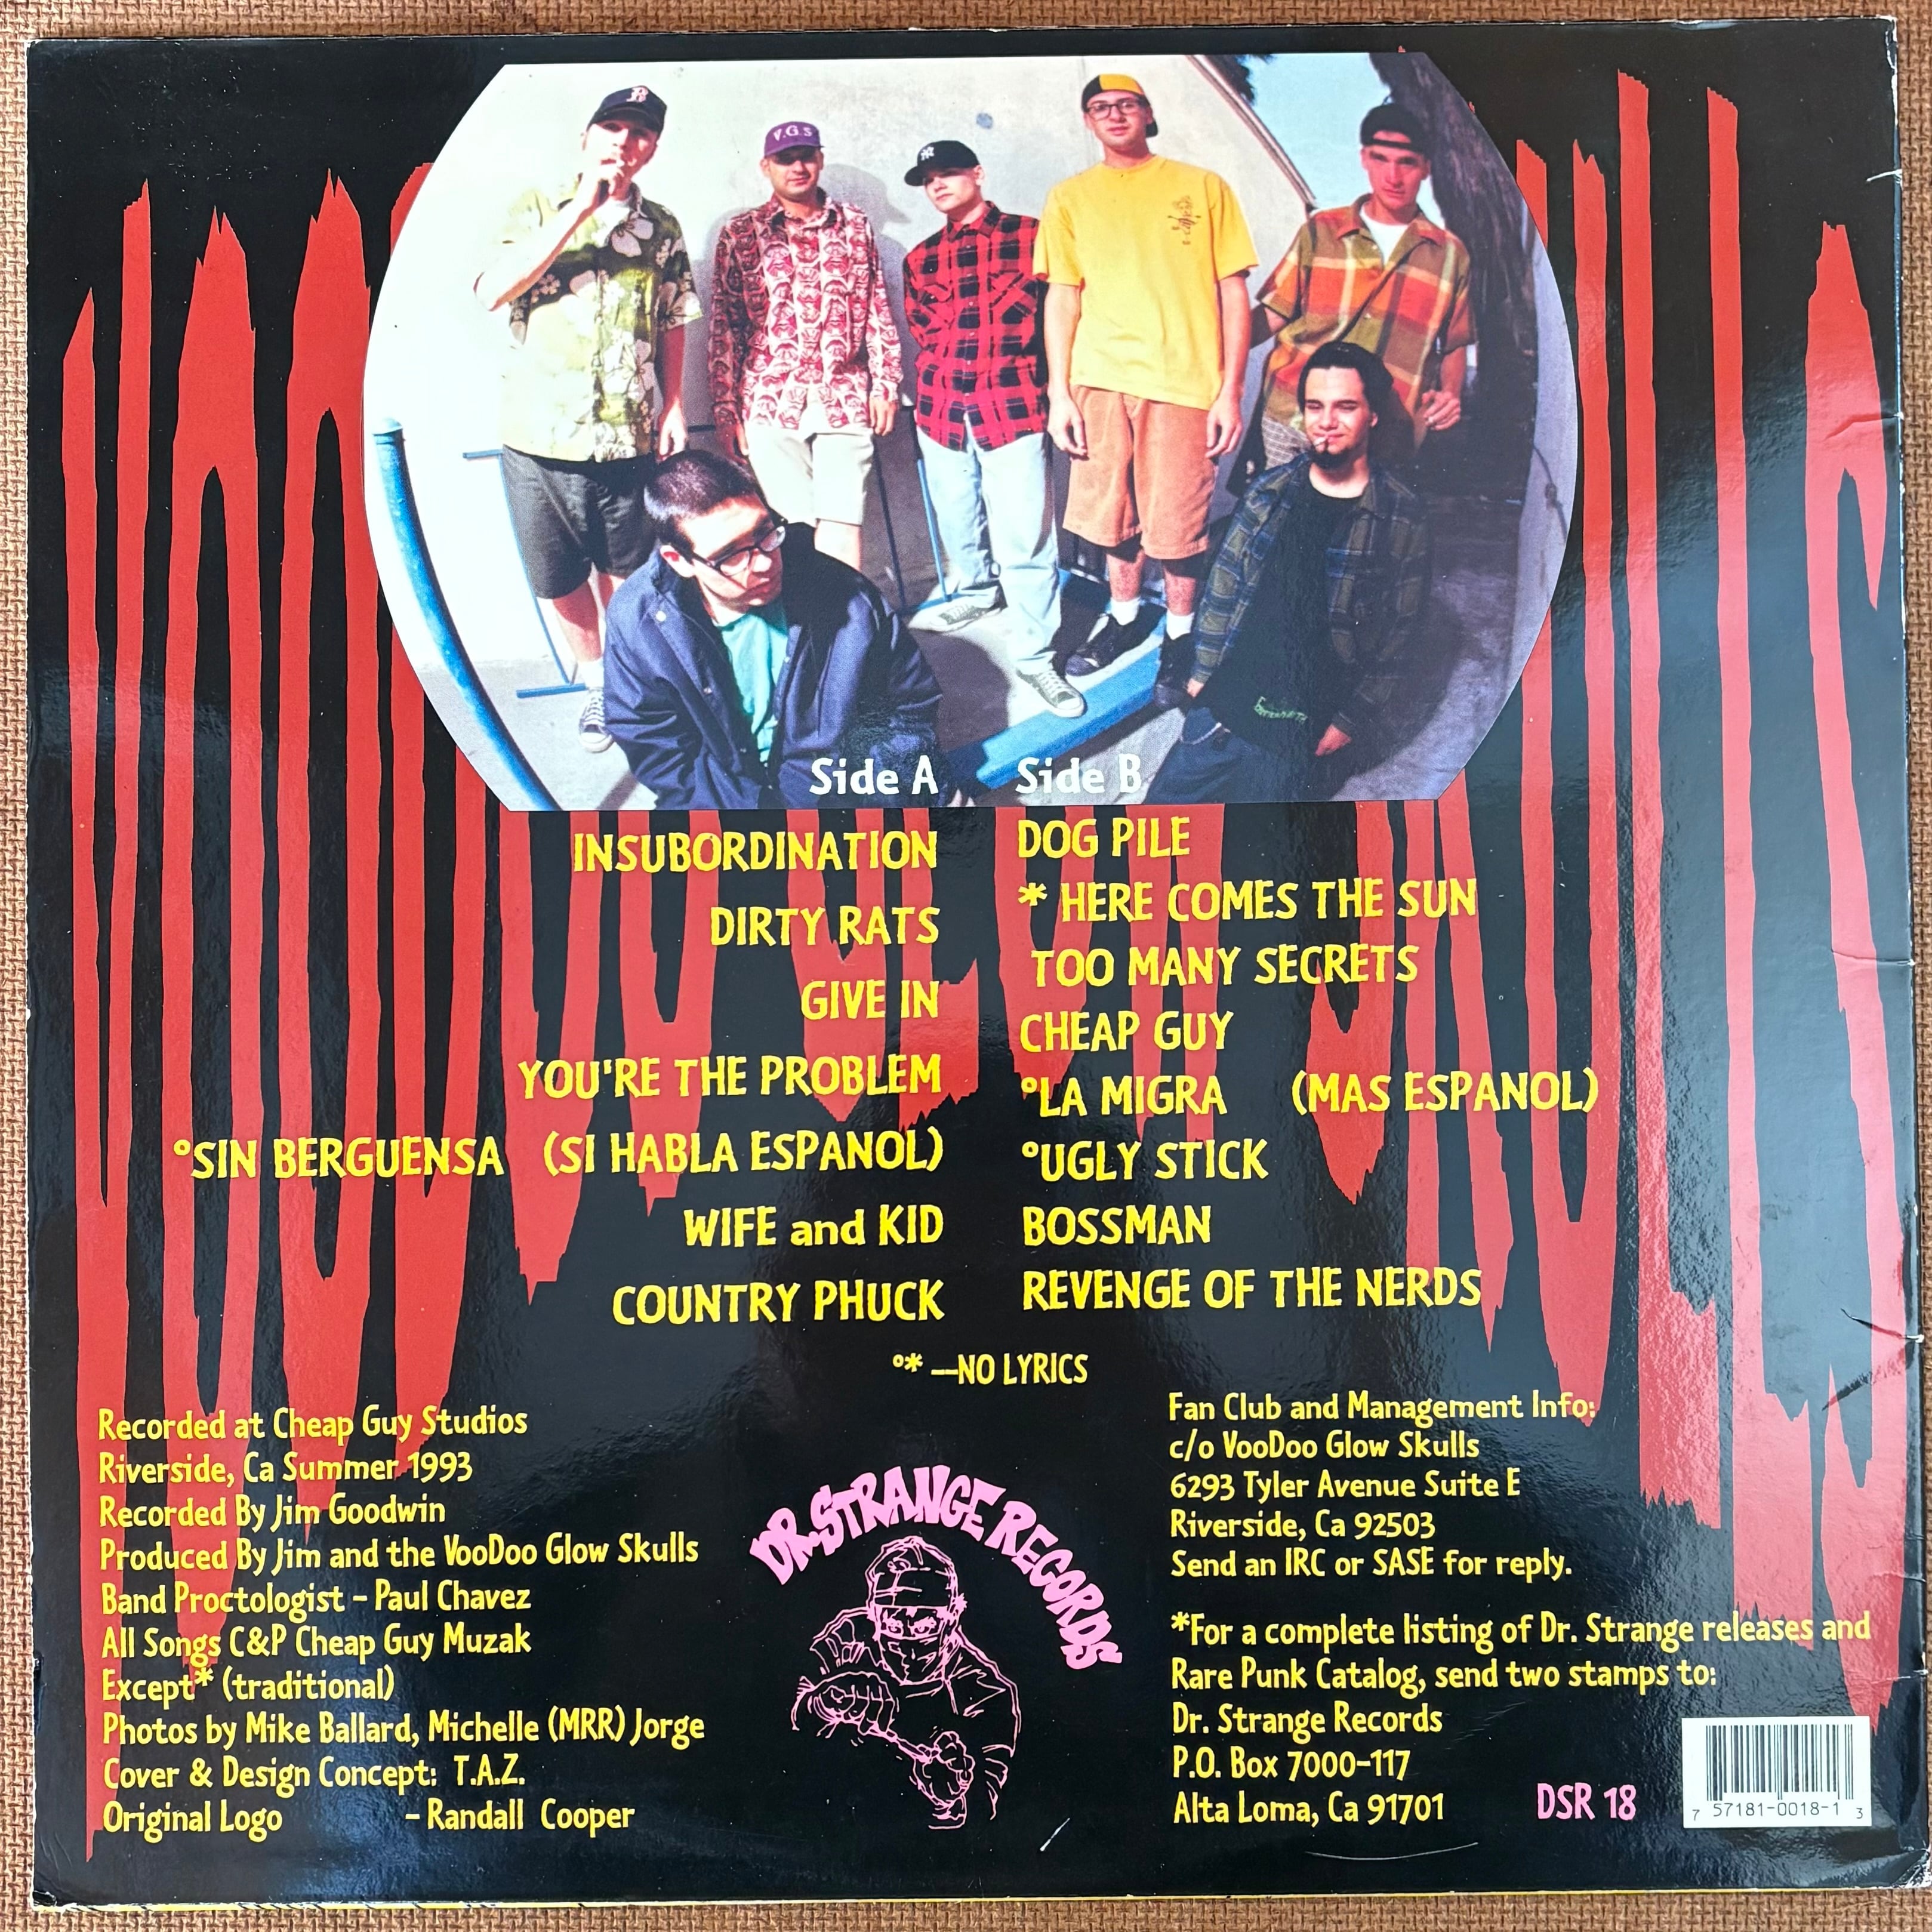 V.G.S
Side A
INSUBORDINATION
DIRTY RATS
GIVE IN
YOU'RE THE PROBLEM
°SIN BERGUENSA (SI HABLA ESPANOL)
WIFE and KID
COUNTRY PHUCK
Side B
DOG PILE
* HERE COMES THE SUN
TOO MANY SECRETS
CHEAP GUY
°LA MIGRA (MAS ESPANOL)
°UGLY STICK
BOSSMAN
REVENGE OF THE NERDS
°* —NO LYRICS
Recorded at Cheap Guy Studios
Riverside, Ca Summer 1993
Recorded By Jim Goodwin
Produced By Jim and the VooDoo Glow Skulls
Band Proctologist – Paul Chavez
All Songs C&P Cheap Guy Muzak
Except* (traditional)
Photos by Mike Ballard, Michelle (MRR) Jorge
Cover & Design Concept: T.A.Z.
Original Logo – Randall Cooper
DR. STRANGE RECORDS
Fan Club and Management Info:
c/o VooDoo Glow Skulls
6293 Tyler Avenue Suite E
Riverside, Ca 92503
Send an IRC or SASE for reply.
*For a complete listing of Dr. Strange releases and
Rare Punk Catalog, send two stamps to:
Dr. Strange Records
P.O. Box 7000-117
Alta Loma, Ca 91701
DSR 18
7 57181-0018-1 3